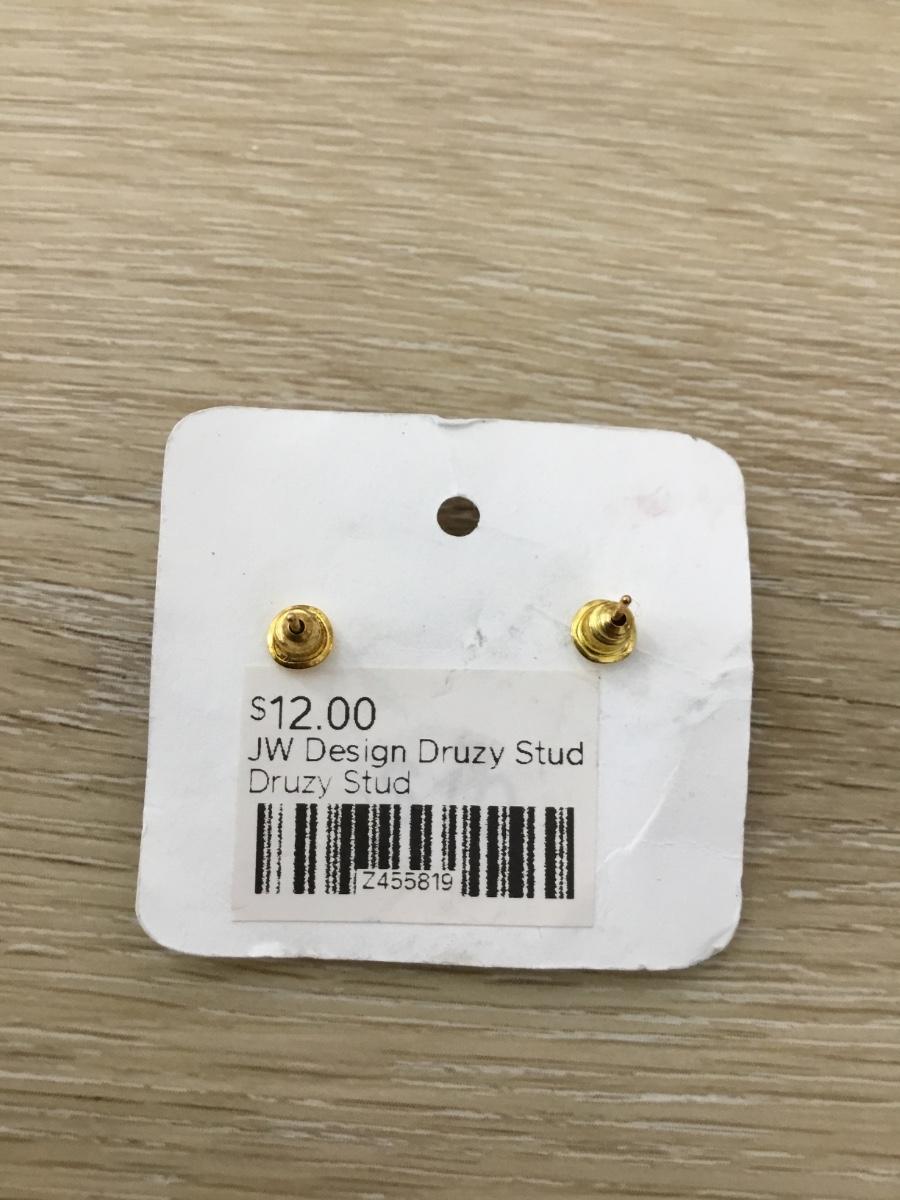 $12.00
JW Design Druzy Stud
Druzy Stud
Z455819